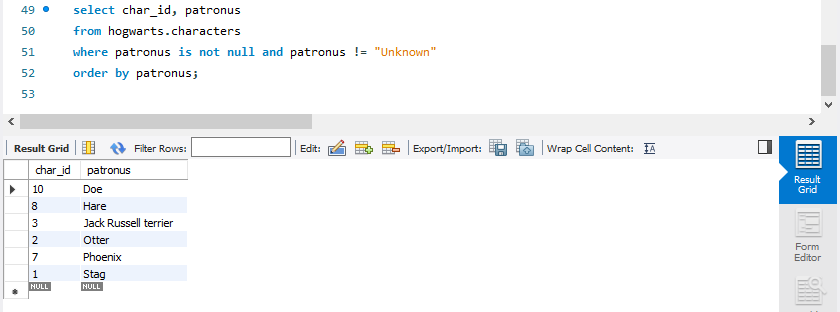 49 select char_id, patronus
50 from hogwarts.characters
51 where patronus is not null and patronus != "Unknown"
52 order by patronus;
53
Result Grid Filter Rows: Edit: Export/Import: Wrap Cell Content: IA
char_id patronus
10 Doe
8 Hare
3 Jack Russell terrier
2 Otter
7 Phoenix
1 Stag
NULL NULL
Result
Grid
Form
Editor